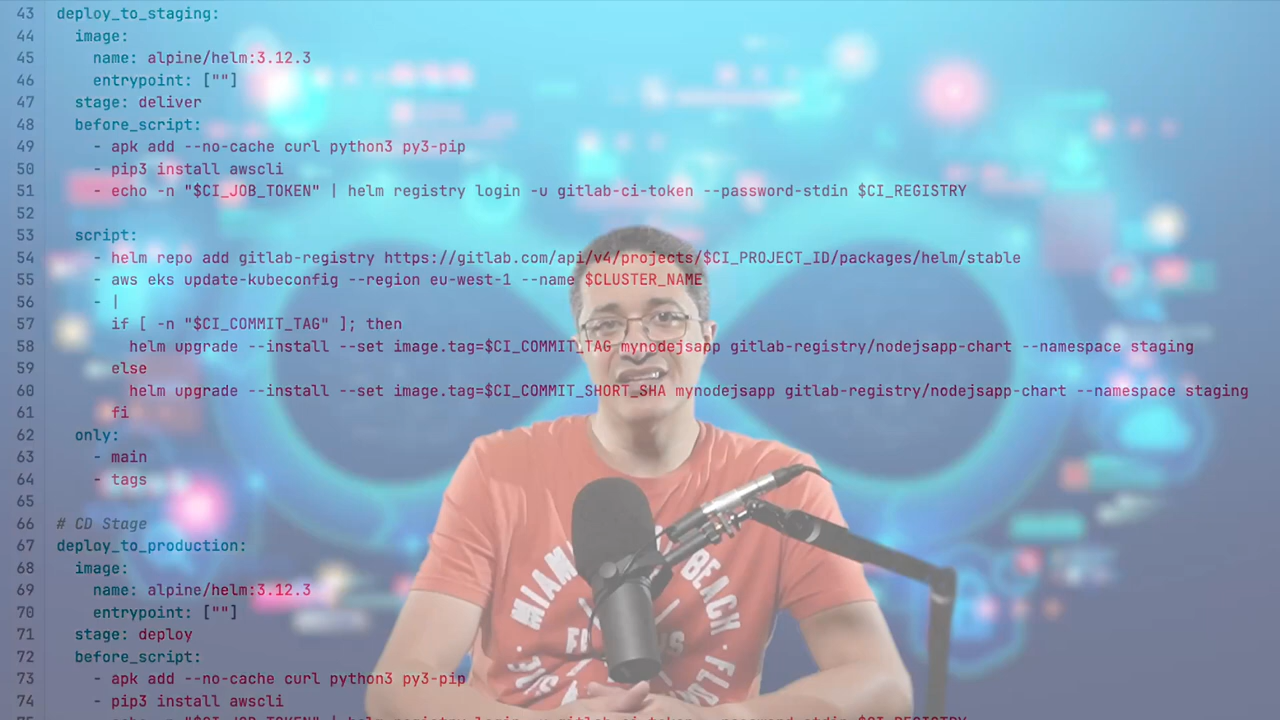 43 deploy_to_staging:
44   image:
45     name: alpine/helm:3.12.3
46     entrypoint: [""]
47   stage: deliver
48   before_script:
49     - apk add --no-cache curl python3 py3-pip
50     - pip3 install awscli
51     - echo -n "$CI_JOB_TOKEN" | helm registry login -u gitlab-ci-token --password-stdin $CI_REGISTRY
52
53   script:
54     - helm repo add gitlab-registry https://gitlab.com/api/v4/projects/$CI_PROJECT_ID/packages/helm/stable
55     - aws eks update-kubeconfig --region eu-west-1 --name $CLUSTER_NAME
56     - |
57       if [ -n "$CI_COMMIT_TAG" ]; then
58         helm upgrade --install --set image.tag=$CI_COMMIT_TAG mynodejsapp gitlab-registry/nodejsapp-chart --namespace staging
59       else
60         helm upgrade --install --set image.tag=$CI_COMMIT_SHORT_SHA mynodejsapp gitlab-registry/nodejsapp-chart --namespace staging
61       fi
62   only:
63     - main
64     - tags
65
66 # CD Stage
67 deploy_to_production:
68   image:
69     name: alpine/helm:3.12.3
70     entrypoint: [""]
71   stage: deploy
72   before_script:
73     - apk add --no-cache curl python3 py3-pip
74     - pip3 install awscli
MIAMI BEACH